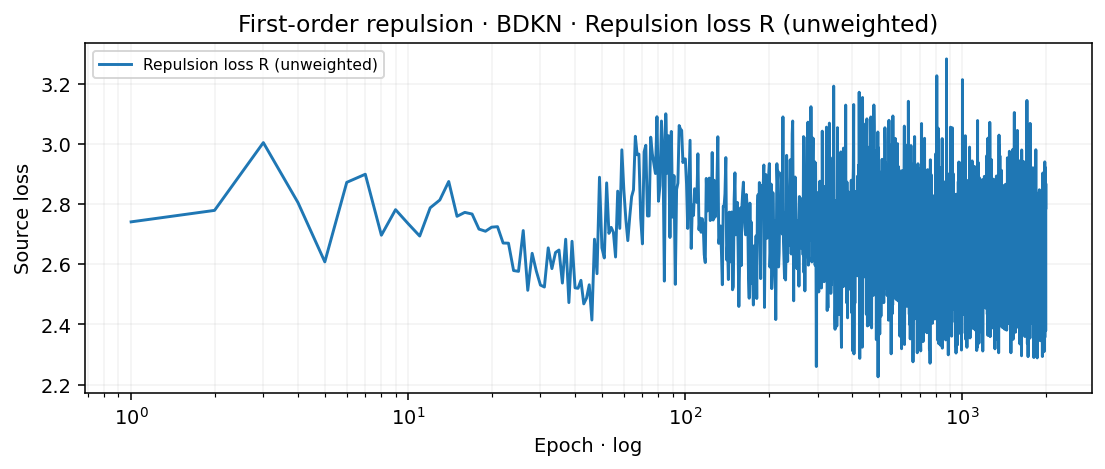 First-order repulsion · BDKN · Repulsion loss R (unweighted)
Repulsion loss R (unweighted)
Source loss
3.2
3.0
2.8
2.6
2.4
2.2
10⁰ 10¹ 10² 10³
Epoch · log